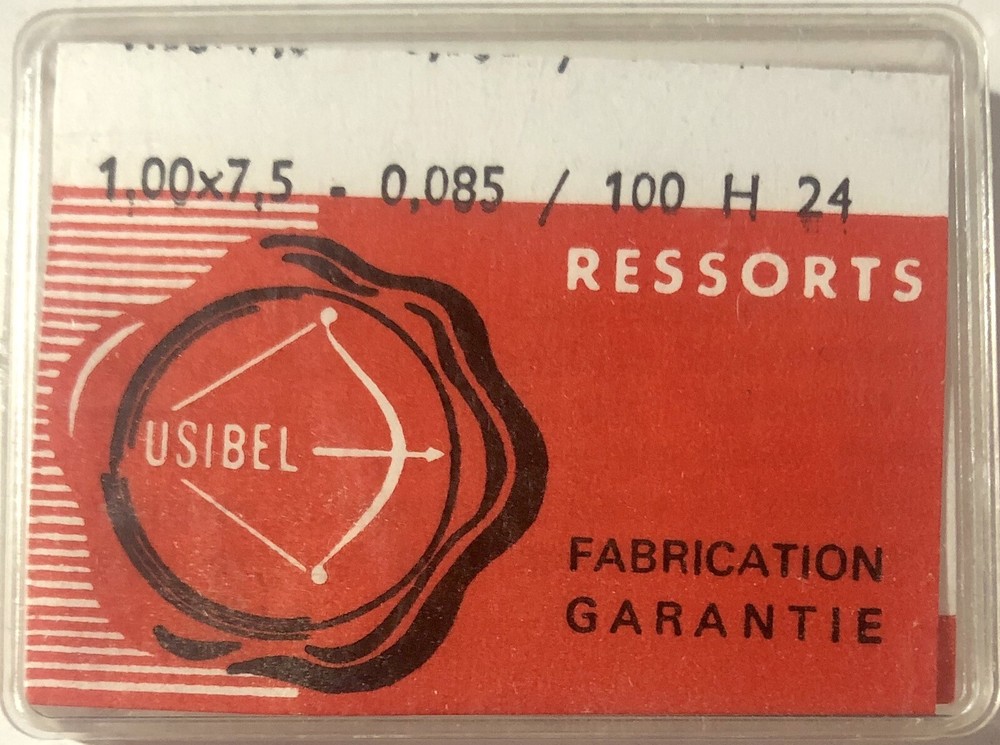 1,00x7,5 - 0,085 / 100 H 24
RESSORTS
USIBEL
FABRICATION
GARANTIE